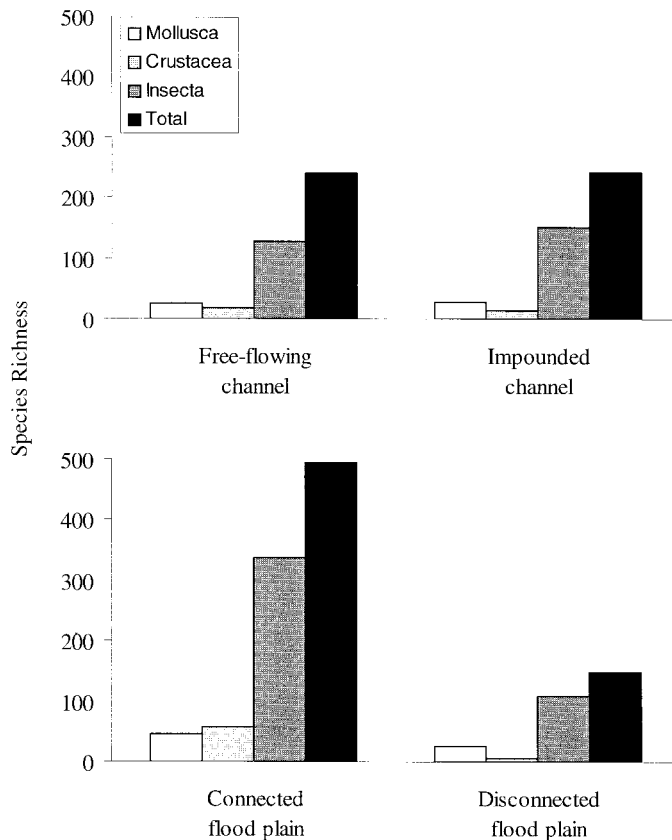 500
400
300
200
100
0
Mollusca
Crustacea
Insecta
Total
Free-flowing
channel
Impounded
channel
Species Richness
500
400
300
200
100
0
Connected
flood plain
Disconnected
flood plain